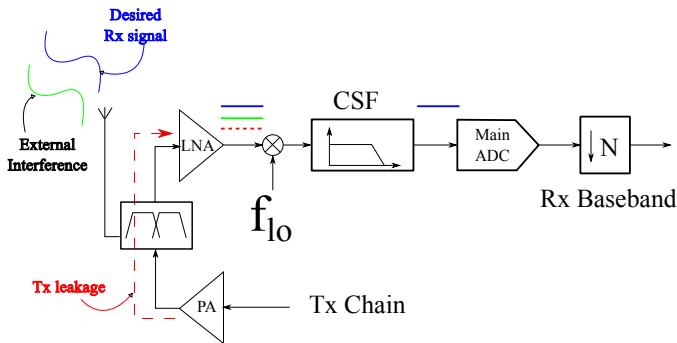 Desired
Rx signal
External
Interference
LNA
CSF
Main
ADC
↓ N
Rx Baseband
f_lo
Tx leakage
PA
Tx Chain